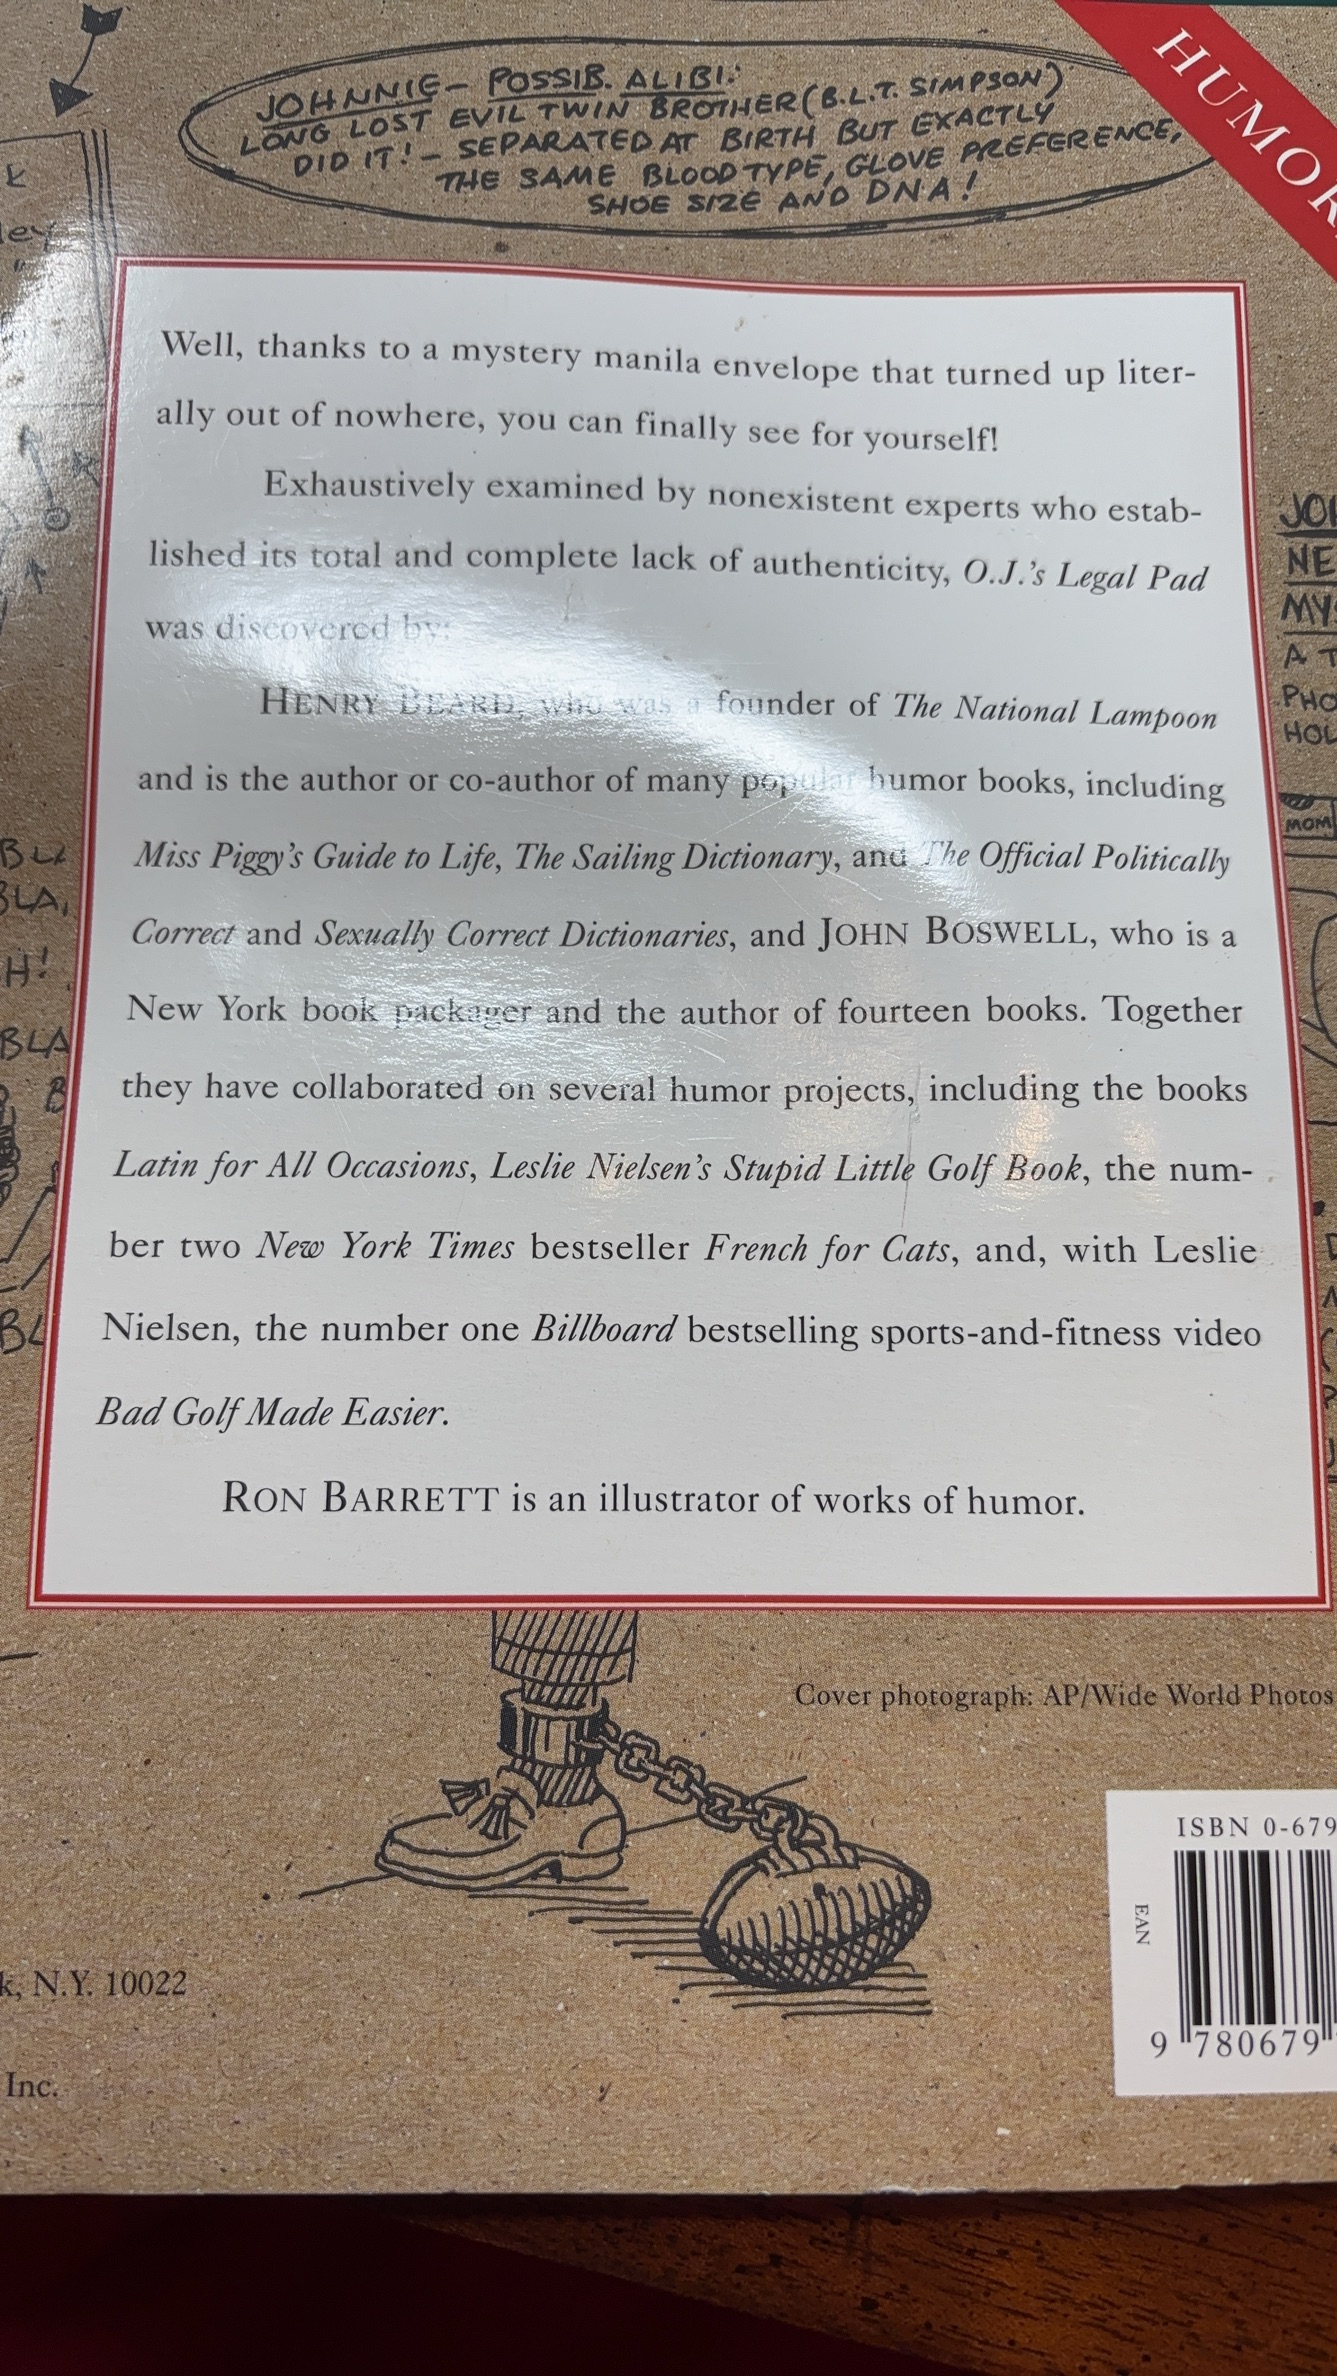 JOHNNIE- POSSIB. ALIBI:
LONG LOST EVIL TWIN BROTHER (B.L.T. SIMPSON)
DID IT! - SEPARATED AT BIRTH BUT EXACTLY
THE SAME BLOOD TYPE, GLOVE PREFERENCE,
SHOE SIZE AND DNA!
HUMOR
Well, thanks to a mystery manila envelope that turned up liter-
ally out of nowhere, you can finally see for yourself!
Exhaustively examined by nonexistent experts who estab-
lished its total and complete lack of authenticity, O.J.'s Legal Pad
was discovered by:
HENRY BEARD, who was a founder of The National Lampoon
and is the author or co-author of many popular humor books, including
Miss Piggy's Guide to Life, The Sailing Dictionary, and The Official Politically
Correct and Sexually Correct Dictionaries, and JOHN BOSWELL, who is a
New York book packager and the author of fourteen books. Together
they have collaborated on several humor projects, including the books
Latin for All Occasions, Leslie Nielsen's Stupid Little Golf Book, the num-
ber two New York Times bestseller French for Cats, and, with Leslie
Nielsen, the number one Billboard bestselling sports-and-fitness video
Bad Golf Made Easier.
RON BARRETT is an illustrator of works of humor.
JO
NE
MY
A T
PHO
HOU
MOM
BLA
BLA,
H!
BLA
B
BL
Cover photograph: AP/Wide World Photos
ISBN 0-679
EAN
9 780679
k, N.Y. 10022
Inc.